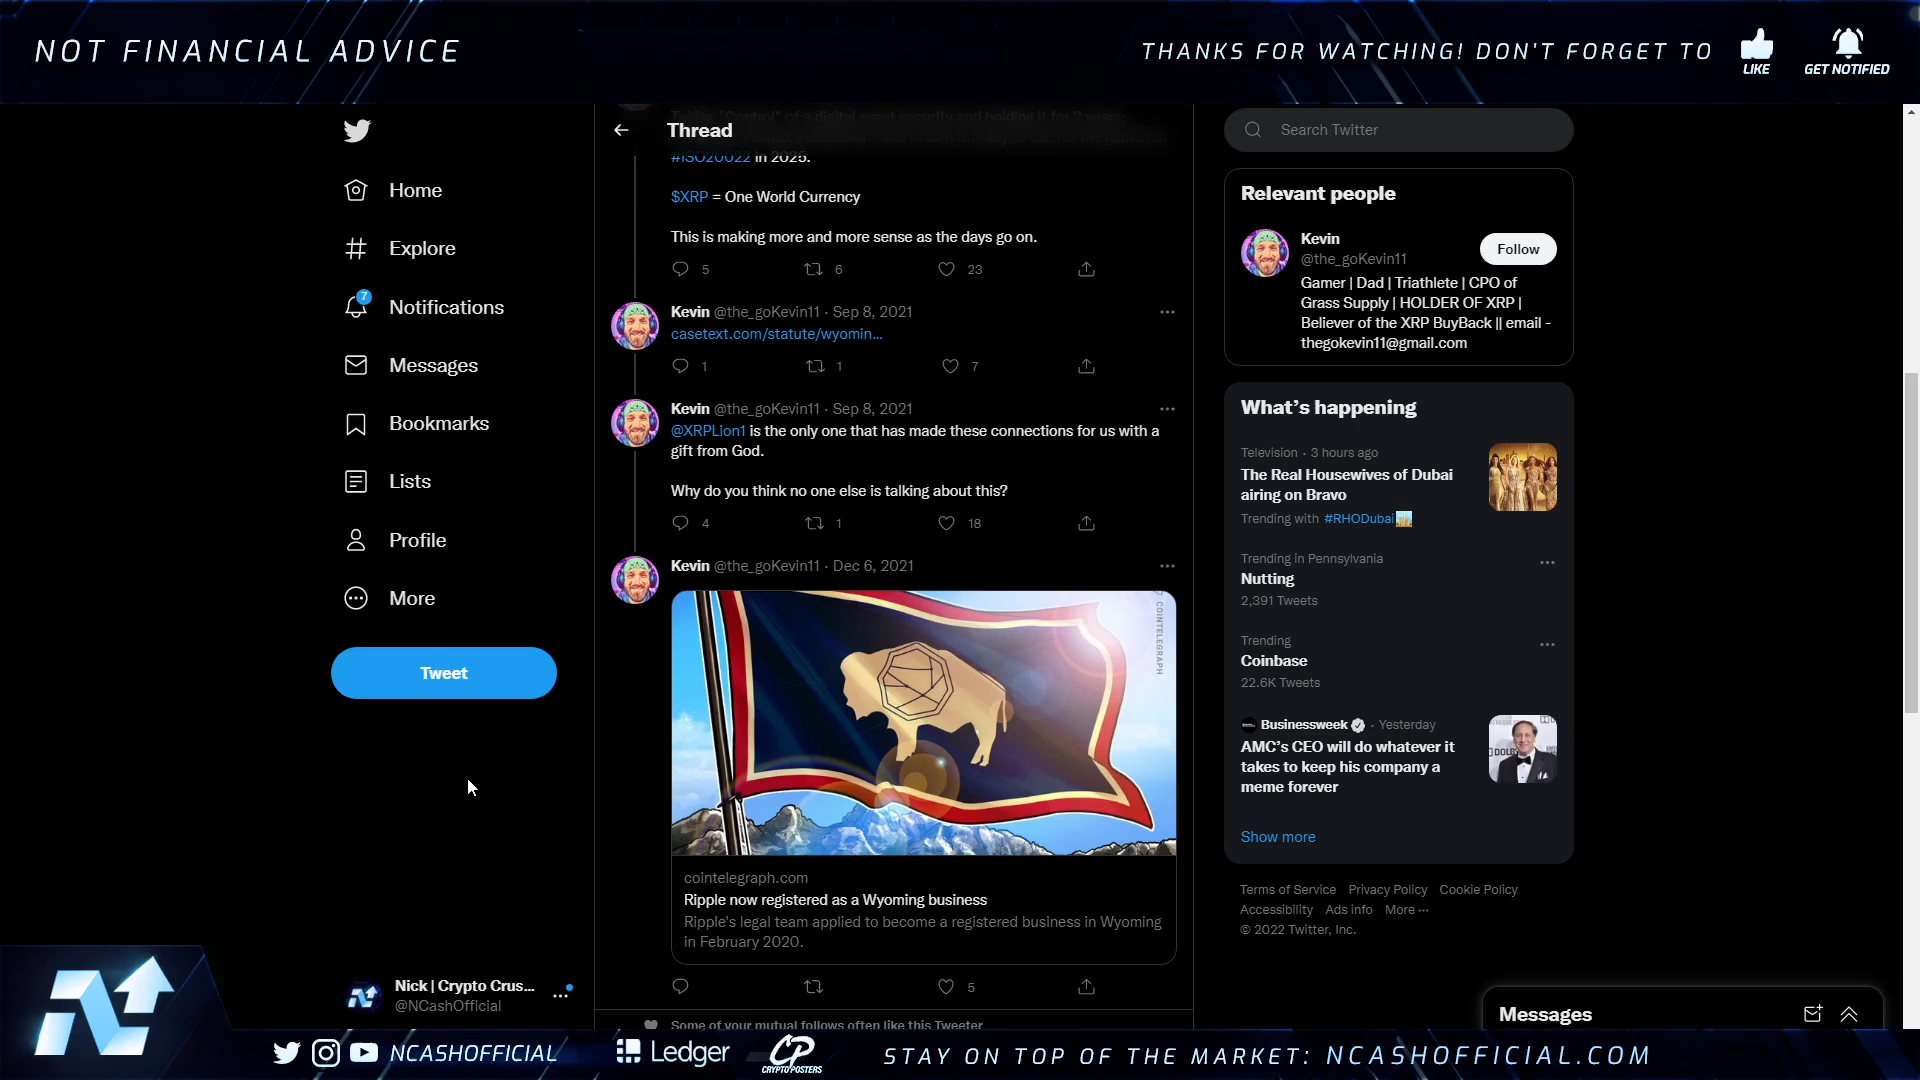 NOT FINANCIAL ADVICE
THANKS FOR WATCHING! DON'T FORGET TO
LIKE
GET NOTIFIED
Home
Explore
7
Notifications
Messages
Bookmarks
Lists
Profile
More
Tweet
Nick | Crypto Crus...
@NCashOfficial
Thread
#ISO20022 in 2025.
$XRP = One World Currency
This is making more and more sense as the days go on.
5 6 23
Kevin @the_goKevin11 · Sep 8, 2021
casetext.com/statute/wyomin...
1 1 7
Kevin @the_goKevin11 · Sep 8, 2021
@XRPLion1 is the only one that has made these connections for us with a
gift from God.
Why do you think no one else is talking about this?
4 1 18
Kevin @the_goKevin11 · Dec 6, 2021
COINTELEGRAPH
cointelegraph.com
Ripple now registered as a Wyoming business
Ripple's legal team applied to become a registered business in Wyoming
in February 2020.
5
Some of your mutual follows often like this Tweeter
Search Twitter
Relevant people
Kevin
@the_goKevin11
Follow
Gamer | Dad | Triathlete | CPO of
Grass Supply | HOLDER OF XRP |
Believer of the XRP BuyBack || email -
thegokevin11@gmail.com
What's happening
Television · 3 hours ago
The Real Housewives of Dubai
airing on Bravo
Trending with #RHODubai
Trending in Pennsylvania
Nutting
2,391 Tweets
Trending
Coinbase
22.6K Tweets
Businessweek · Yesterday
AMC's CEO will do whatever it
takes to keep his company a
meme forever
Show more
Terms of Service Privacy Policy Cookie Policy
Accessibility Ads info More ...
© 2022 Twitter, Inc.
Messages
NCASHOFFICIAL
Ledger
CP
CRYPTO POSTERS
STAY ON TOP OF THE MARKET: NCASHOFFICIAL.COM